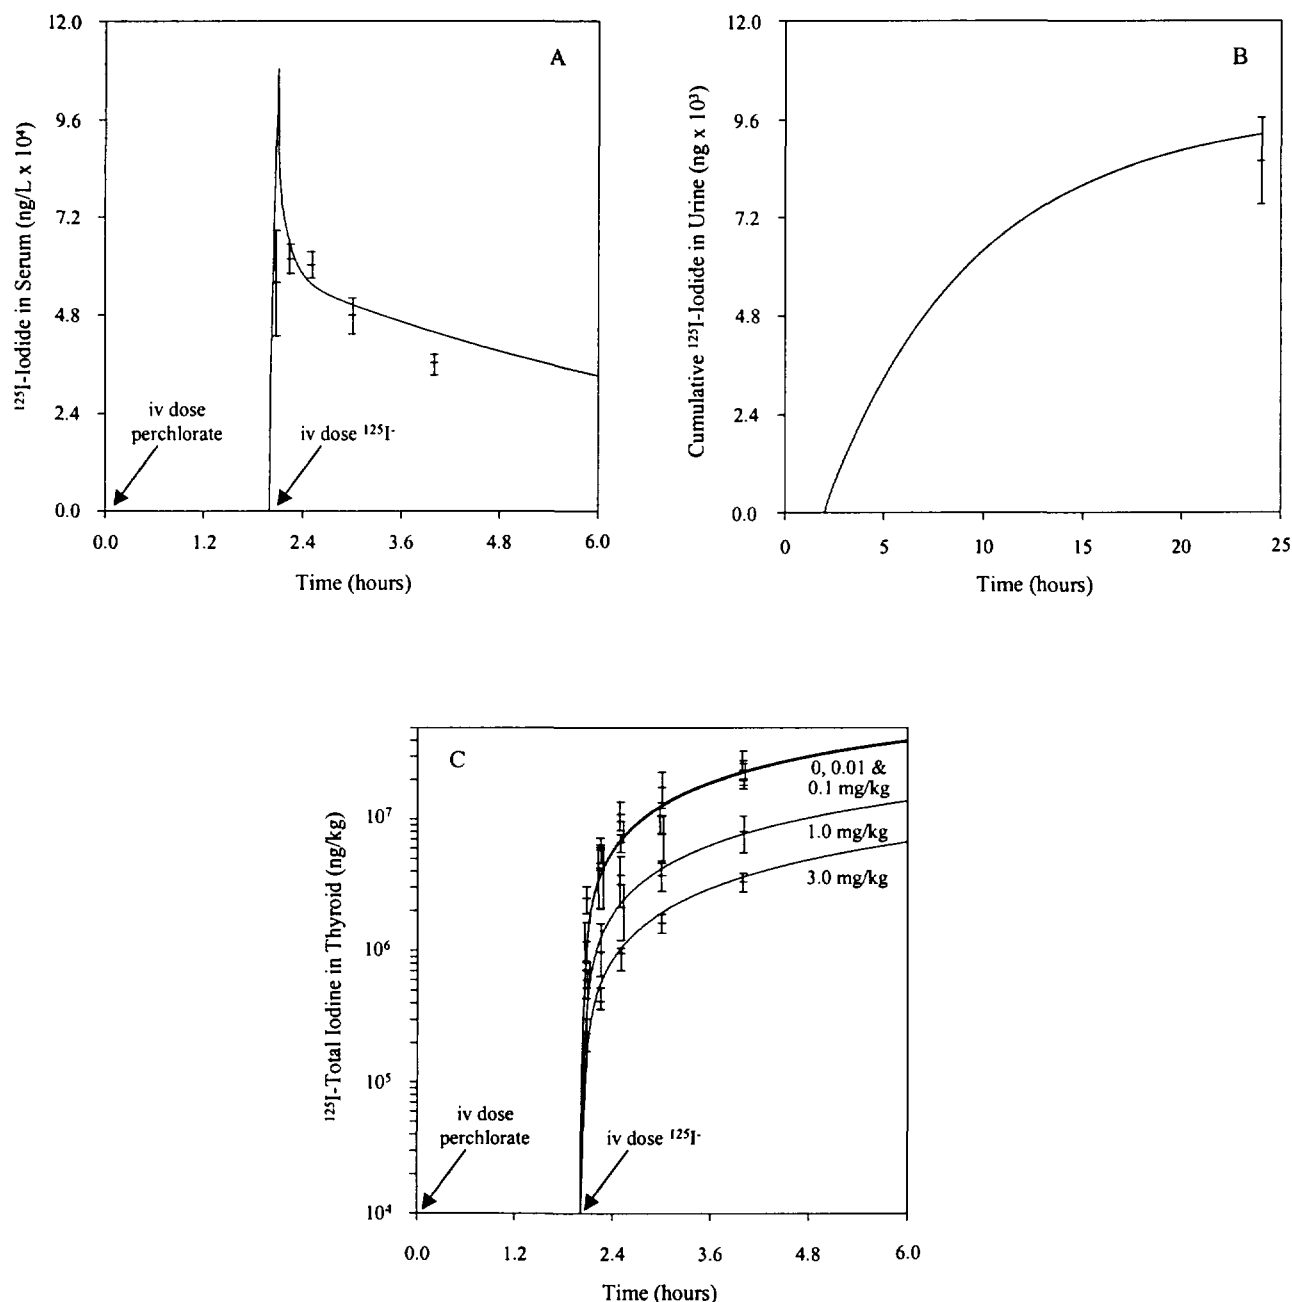 A
12.0
9.6
7.2
4.8
2.4
0.0
¹²⁵I-Iodide in Serum (ng/L x 10⁴)
iv dose
perchlorate
iv dose ¹²⁵I⁻
0.0 1.2 2.4 3.6 4.8 6.0
Time (hours)
B
12.0
9.6
7.2
4.8
2.4
0.0
Cumulative ¹²⁵I-Iodide in Urine (ng x 10³)
0 5 10 15 20 25
Time (hours)
C
10⁷
10⁶
10⁵
10⁴
¹²⁵I-Total Iodine in Thyroid (ng/kg)
0, 0.01 &
0.1 mg/kg
1.0 mg/kg
3.0 mg/kg
iv dose
perchlorate
iv dose ¹²⁵I⁻
0.0 1.2 2.4 3.6 4.8 6.0
Time (hours)